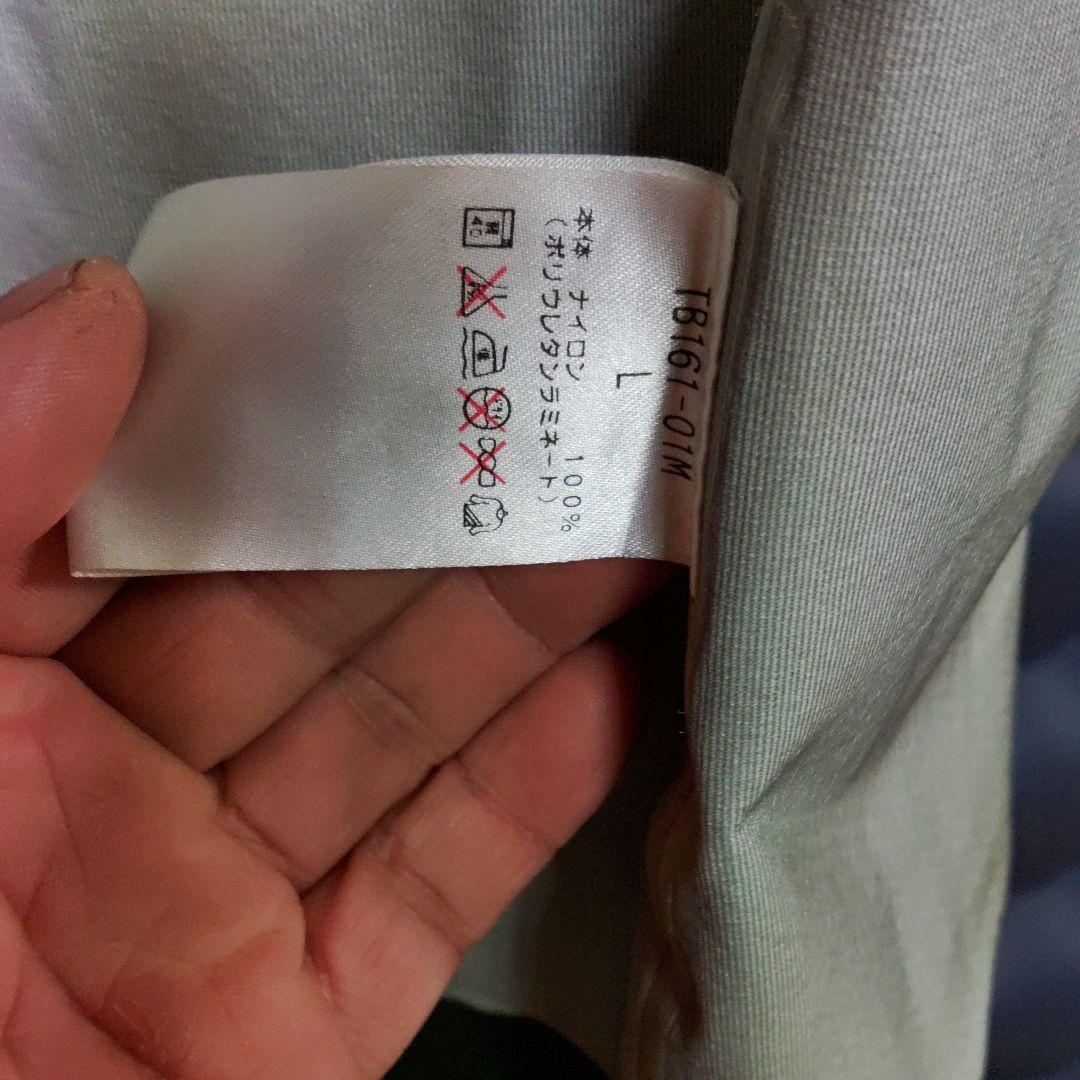 TB161-01M
L
本体 ナイロン 100%
(ポリウレタンラミネート)